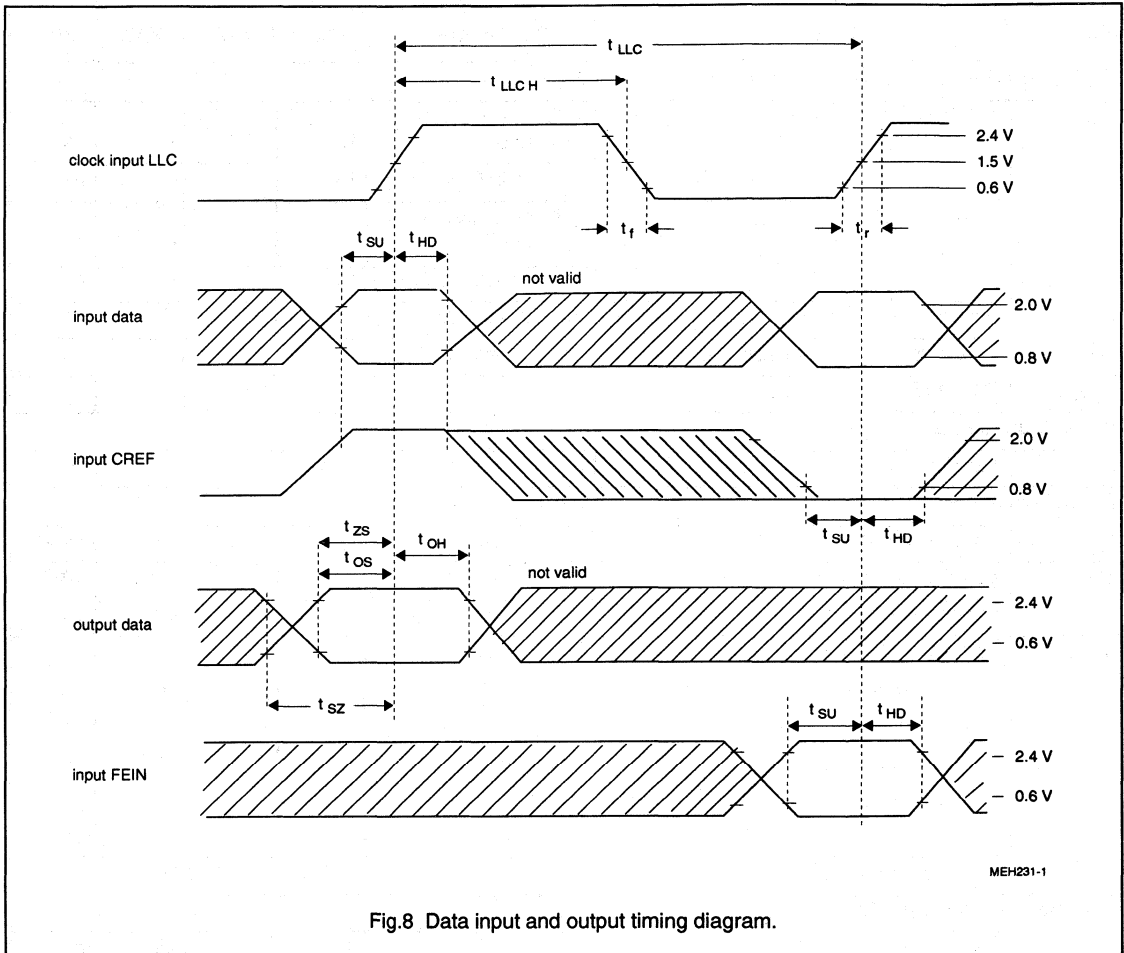 t LLC
t LLC H
clock input LLC
2.4 V
1.5 V
0.6 V
t f
t r
t SU
t HD
not valid
input data
2.0 V
0.8 V
input CREF
2.0 V
0.8 V
t SU
t HD
t ZS
t OS
t OH
not valid
output data
2.4 V
0.6 V
t SZ
t SU
t HD
input FEIN
2.4 V
0.6 V
MEH231-1
Fig.8 Data input and output timing diagram.